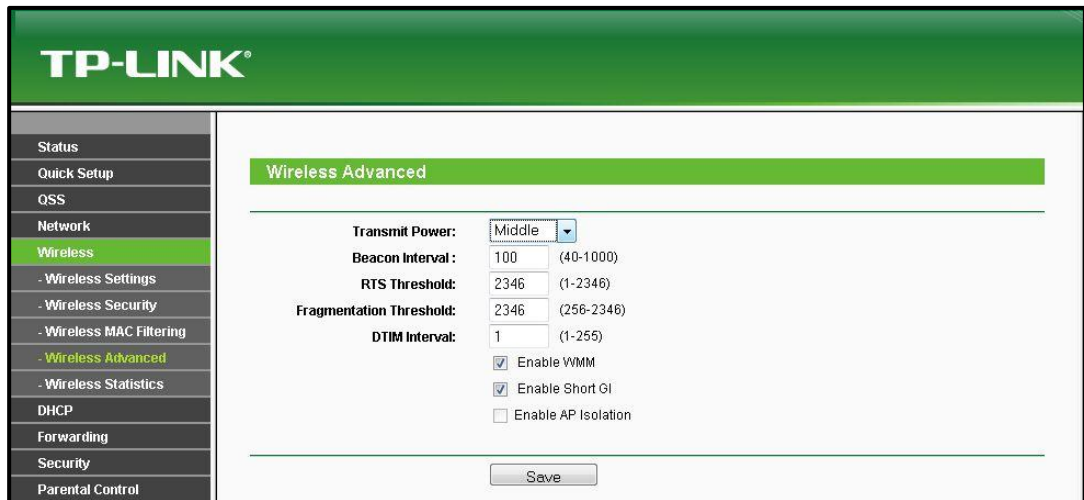 TP-LINK®
Status
Quick Setup
QSS
Network
Wireless
- Wireless Settings
- Wireless Security
- Wireless MAC Filtering
- Wireless Advanced
- Wireless Statistics
DHCP
Forwarding
Security
Parental Control
Wireless Advanced
Transmit Power: Middle
Beacon Interval : 100 (40-1000)
RTS Threshold: 2346 (1-2346)
Fragmentation Threshold: 2346 (256-2346)
DTIM Interval: 1 (1-255)
Enable WMM
Enable Short GI
Enable AP Isolation
Save